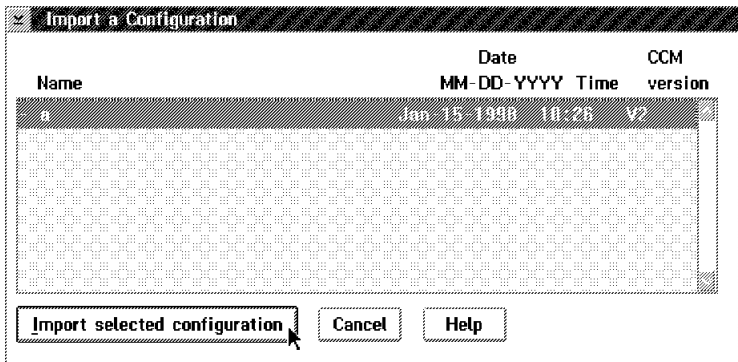 Import a Configuration
Date CCM
Name MM-DD-YYYY Time version
- a Jan-15-1998 10:26 V2
Import selected configuration Cancel Help